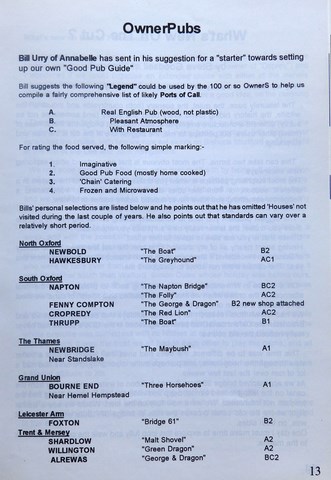 OwnerPubs
Bill Urry of Annabelle has sent in his suggestion for a "starter" towards setting
up our own "Good Pub Guide"
Bill suggests the following "Legend" could be used by the 100 or so OwnerS to help us
compile a fairly comprehensive list of likely Ports of Call.
A. Real English Pub (wood, not plastic)
B. Pleasant Atmosphere
C. With Restaurant
For rating the food served, the following simple marking:-
1. Imaginative
2. Good Pub Food (mostly home cooked)
3. 'Chain' Catering
4. Frozen and Microwaved
Bills' personal selections are listed below and he points out that he has omitted 'Houses' not
visited during the last couple of years. He also points out that standards can vary over a
relatively short period.
North Oxford
NEWBOLD "The Boat" B2
HAWKESBURY "The Greyhound" AC1
South Oxford
NAPTON "The Napton Bridge" BC2
"The Folly" AC2
FENNY COMPTON "The George & Dragon" B2 new shop attached
CROPREDY "The Red Lion" AC2
THRUPP "The Boat" B1
The Thames
NEWBRIDGE "The Maybush" A1
Near Standslake
Grand Union
BOURNE END "Three Horsehoes" A1
Near Hemel Hempstead
Leicester Arm
FOXTON "Bridge 61" B2
Trent & Mersey
SHARDLOW "Malt Shovel" A2
WILLINGTON "Green Dragon" A2
ALREWAS "George & Dragon" BC2
13